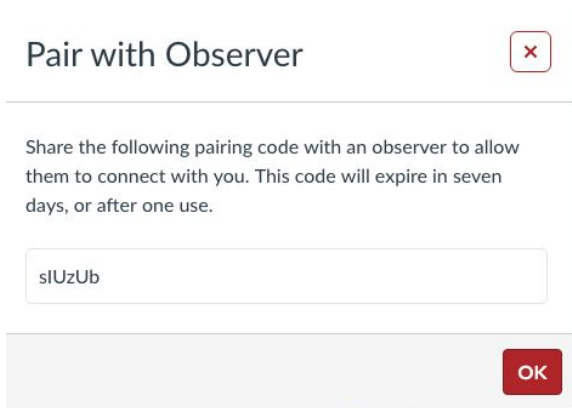 Pair with Observer
×
Share the following pairing code with an observer to allow
them to connect with you. This code will expire in seven
days, or after one use.
slUzUb
OK